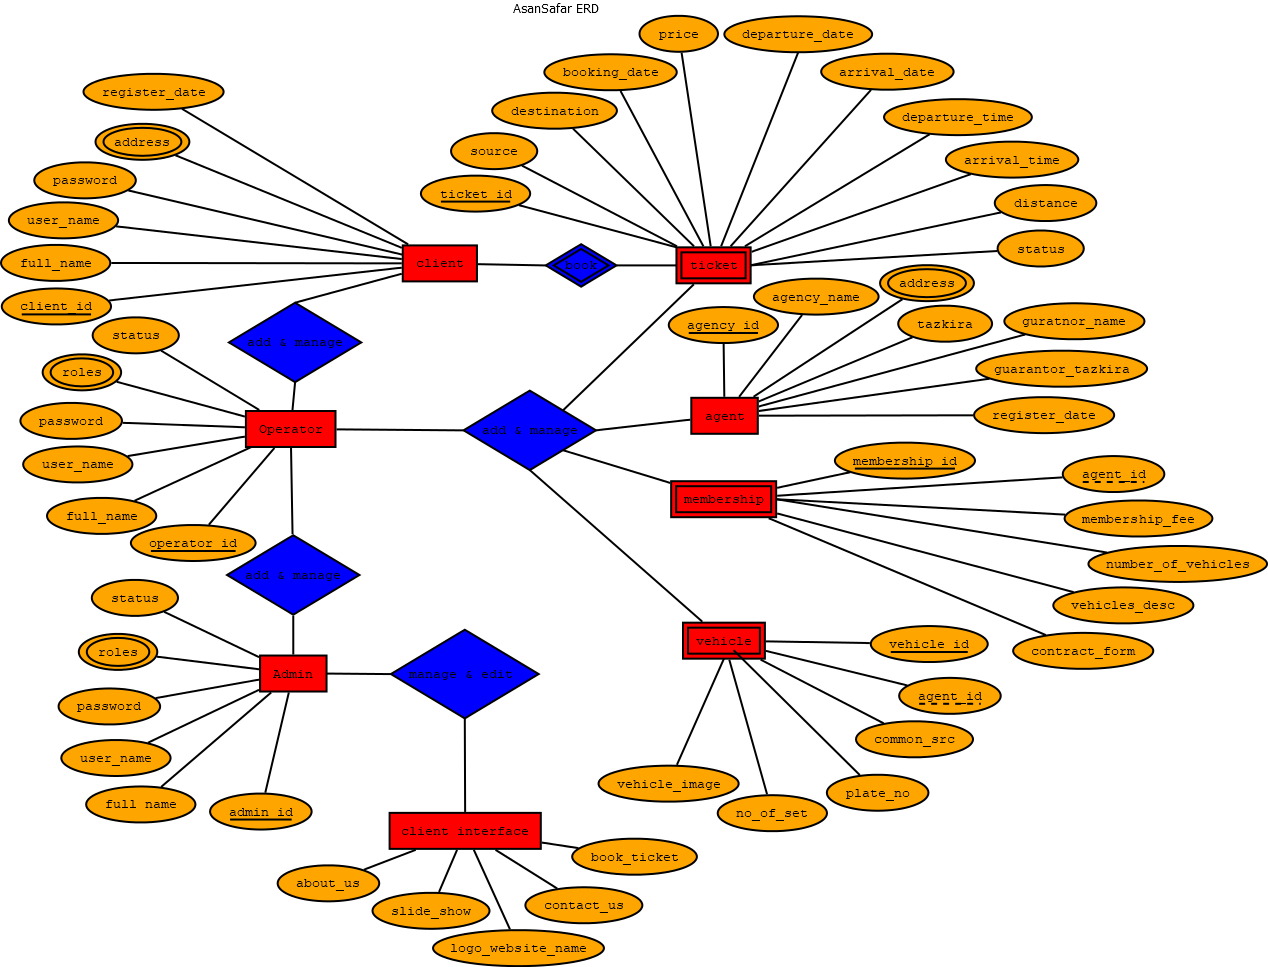 AsanSafar ERD
price
departure_date
booking_date
arrival_date
register_date
destination
departure_time
address
source
arrival_time
password
ticket_id
distance
user_name
status
full_name
client
book
ticket
client_id
address
agency_name
agency_id
tazkira
guratnor_name
status
add & manage
roles
guarantor_tazkira
password
Operator
add & manage
agent
register_date
user_name
membership_id
agent_id
full_name
membership
membership_fee
operator_id
number_of_vehicles
add & manage
status
vehicles_desc
roles
vehicle
vehicle_id
contract_form
Admin
manage & edit
agent_id
password
common_src
user_name
vehicle_image
plate_no
full name
admin_id
no_of_set
client interface
book_ticket
about_us
slide_show
contact_us
logo_website_name